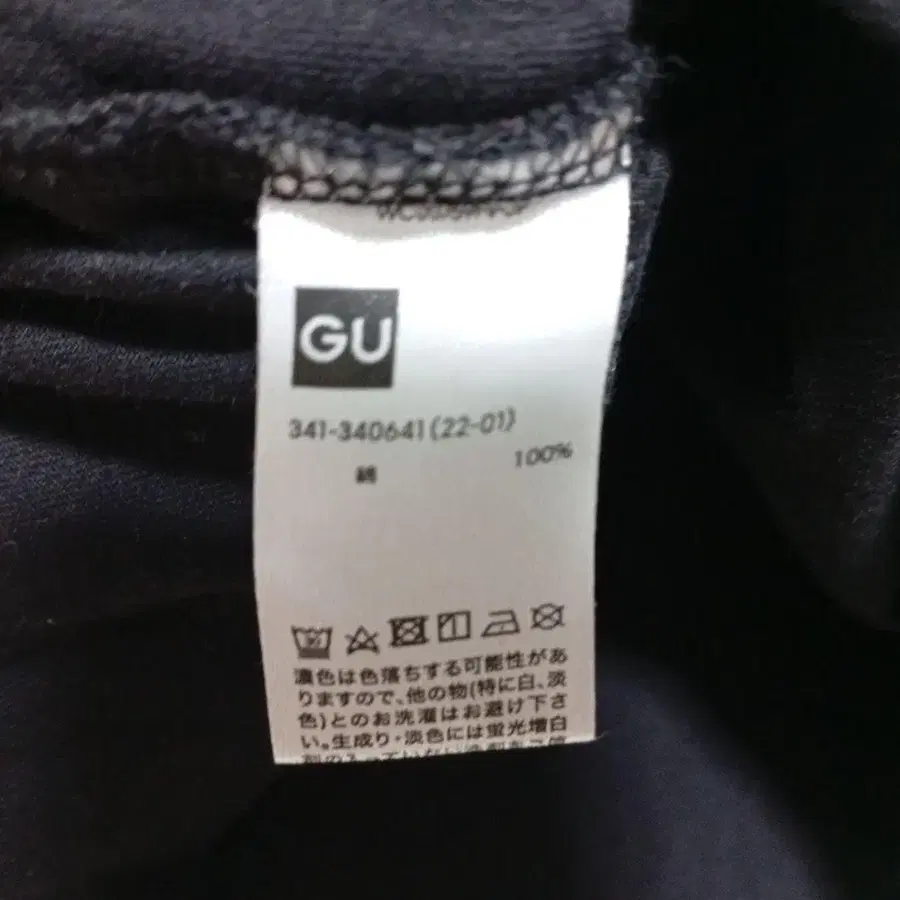 GU
341-340641(22-01)
綿 100%
濃色は色落ちする可能性があ
りますので、他の物(特に白、淡
色)とのお洗濯はお避け下さ
い。生成り・淡色には蛍光増白